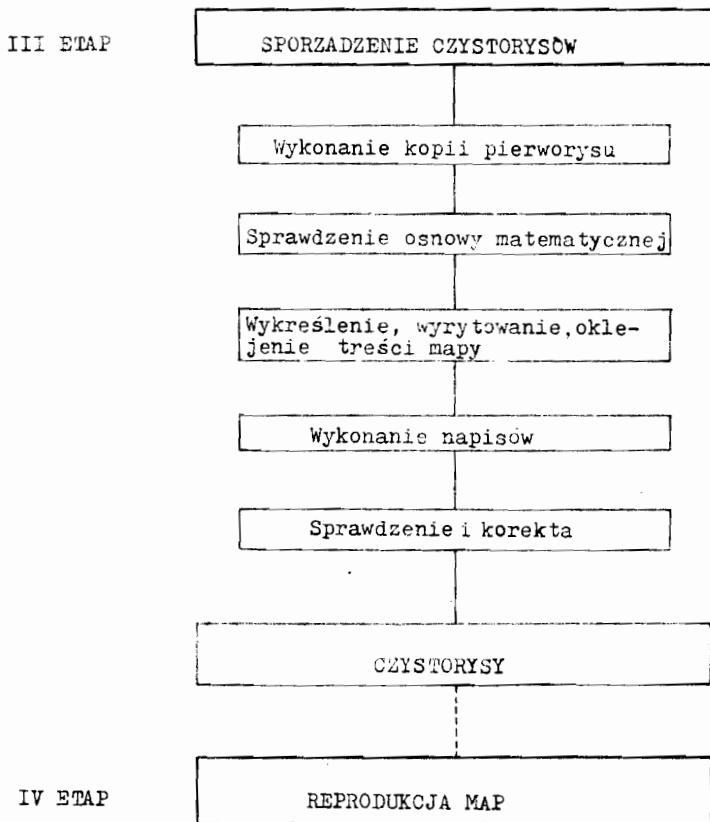 III ETAP
SPORZADZENIE CZYSTORYSÓW
Wykonanie kopii pierworysu
Sprawdzenie osnowy matematycznej
Wykreślenie, wyrytowanie,okle-
jenie treści mapy
Wykonanie napisów
Sprawdzenie i korekta
CZYSTORYSY
IV ETAP
REPRODUKCJA MAP